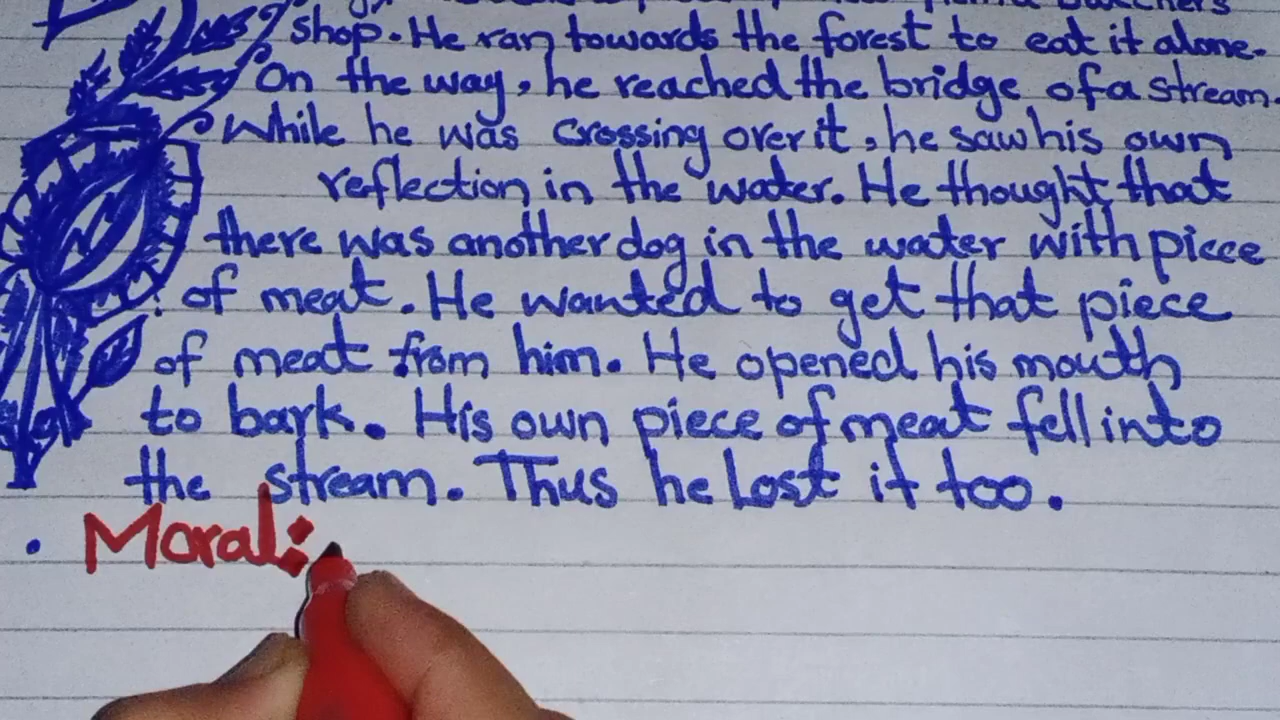 shop. He ran towards the forest to eat it alone.
On the way, he reached the bridge of a stream.
While he was crossing over it, he saw his own
reflection in the water. He thought that
there was another dog in the water with piece
of meat. He wanted to get that piece
of meat from him. He opened his mouth
to bark. His own piece of meat fell into
the stream. Thus he lost it too.
Moral: